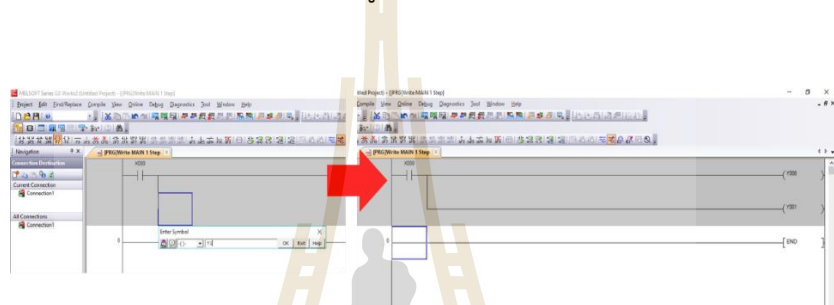 MELSOFT Series GX Works2 (Untitled Project) - [[PRG]Write MAIN 1 Step]
Project Edit Find/Replace Compile View Online Debug Diagnostics Tool Window Help
Navigation
[PRG]Write MAIN 1 Step
Connection Destination
Current Connection
Connection1
All Connections
Connection1
X000
0
Enter Symbol
OK Exit Help
titled Project) - [[PRG]Write MAIN 1 Step]
Compile View Online Debug Diagnostics Tool Window Help
[PRG]Write MAIN 1 Step
X000
Y000
Y001
0
END